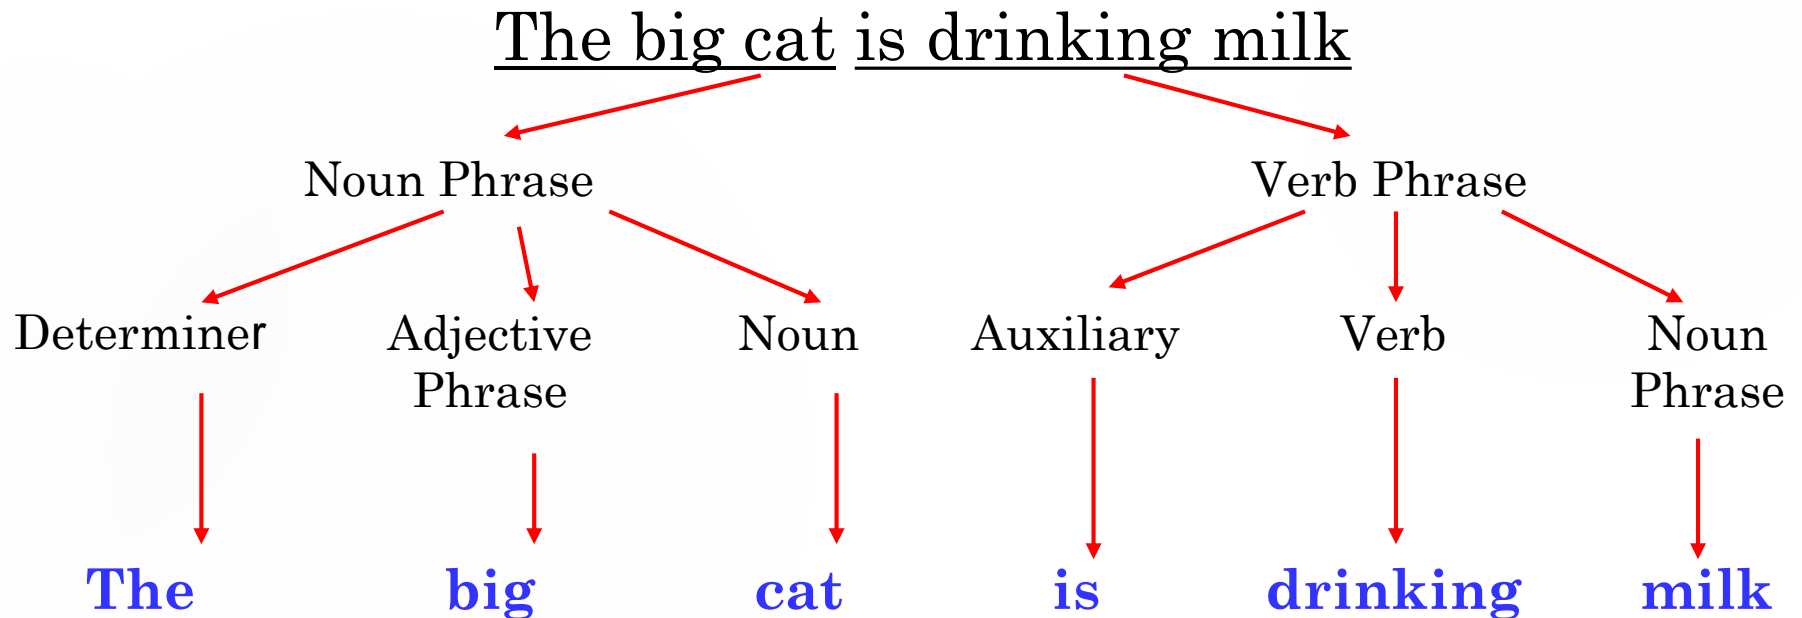 The big cat is drinking milk
Noun Phrase Verb Phrase
Determiner Adjective Noun Auxiliary Verb Noun
Phrase Phrase
The big cat is drinking milk